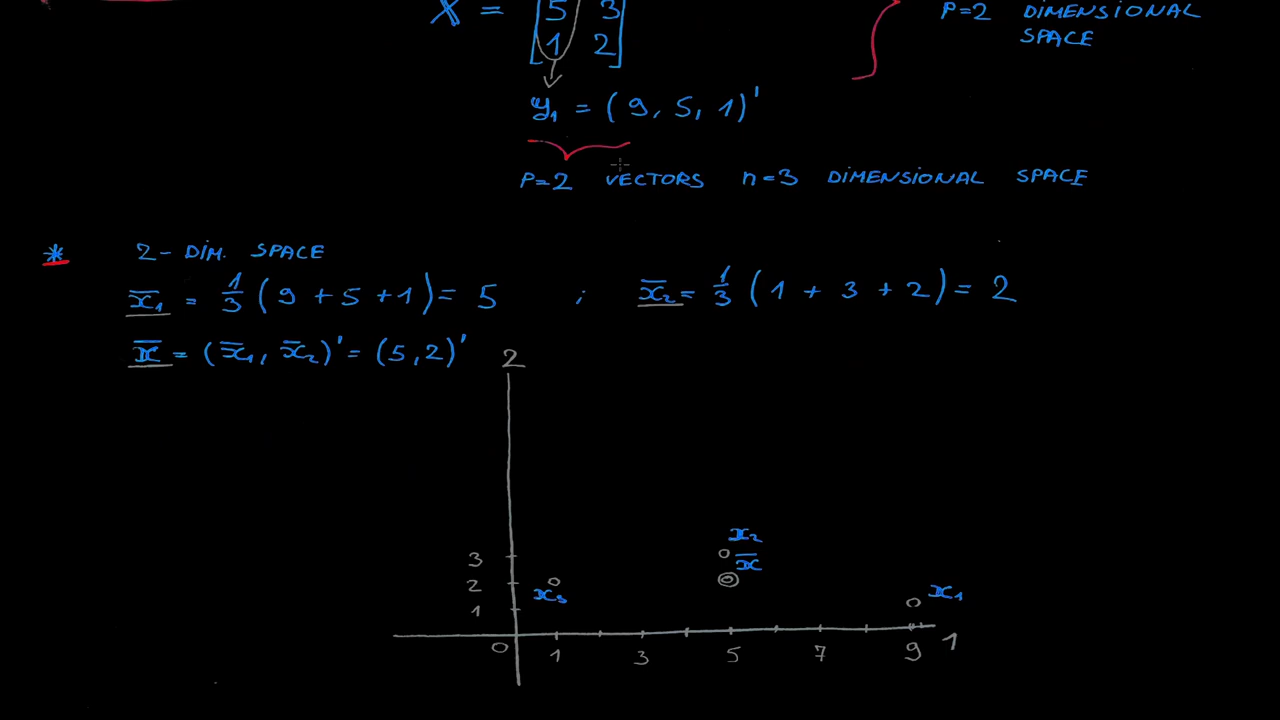 X = [5 3
1 2]
P=2 DIMENSIONAL
SPACE
y₁ = (9, 5, 1)'
P=2 VECTORS n=3 DIMENSIONAL SPACE
* 2-DIM. SPACE
x̄₁ = 1/3 (9 + 5 + 1) = 5 ; x̄₂ = 1/3 (1 + 3 + 2) = 2
x̄ = (x̄₁, x̄₂)' = (5, 2)'
2
x₂
3
x̄
2
x₃
x₁
1
0 1 3 5 7 9 1